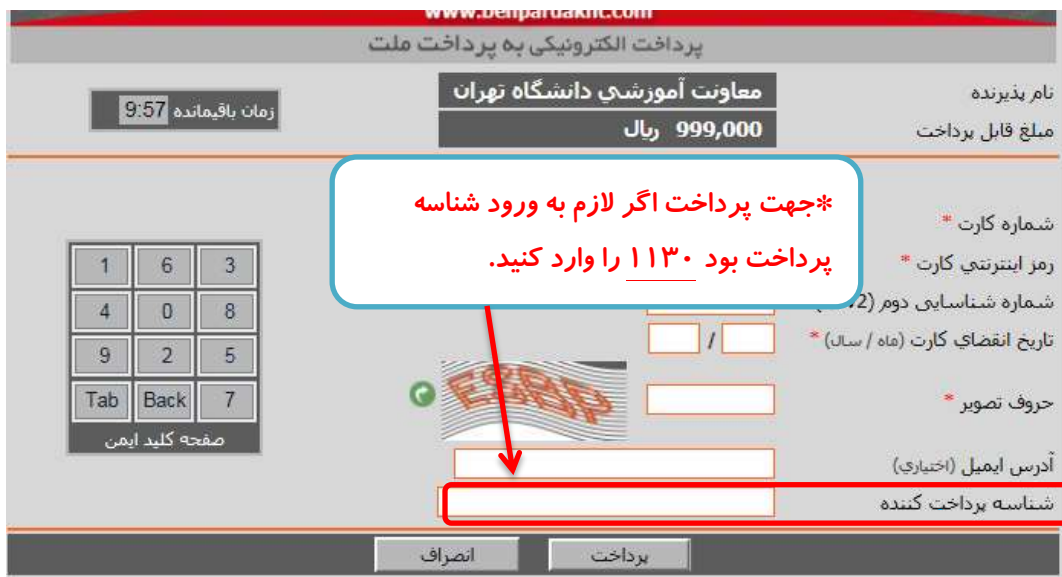 www.behpardakht.com
پرداخت الکترونیکی به پرداخت ملت
نام پذیرنده
معاونت آموزشي دانشگاه تهران
زمان باقیمانده 9:57
مبلغ قابل پرداخت
999,000 ریال
*جهت پرداخت اگر لازم به ورود شناسه
پرداخت بود ۱۱۳۰ را وارد کنید.
شماره کارت *
رمز اینترنتي کارت *
شماره شناسایی دوم
تاریخ انقضاي کارت (ماه / سال) *
/
حروف تصویر *
آدرس ایمیل (اختیاري)
شناسه پرداخت کننده
1 6 3
4 0 8
9 2 5
Tab Back 7
صفحه کلید ایمن
پرداخت
انصراف